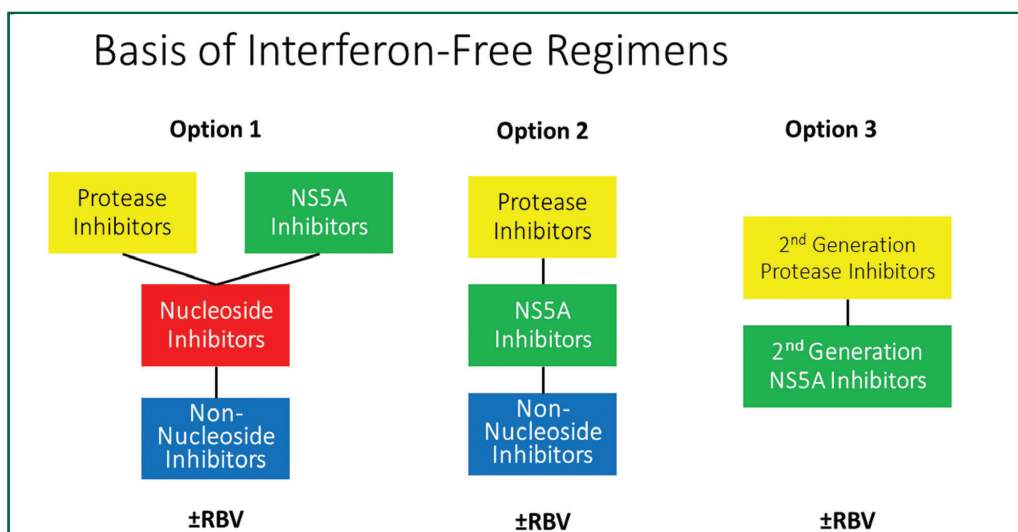 Basis of Interferon-Free Regimens
Option 1
Protease
Inhibitors
NS5A
Inhibitors
Nucleoside
Inhibitors
Non-
Nucleoside
Inhibitors
±RBV
Option 2
Protease
Inhibitors
NS5A
Inhibitors
Non-
Nucleoside
Inhibitors
±RBV
Option 3
2nd Generation
Protease Inhibitors
2nd Generation
NS5A Inhibitors
±RBV